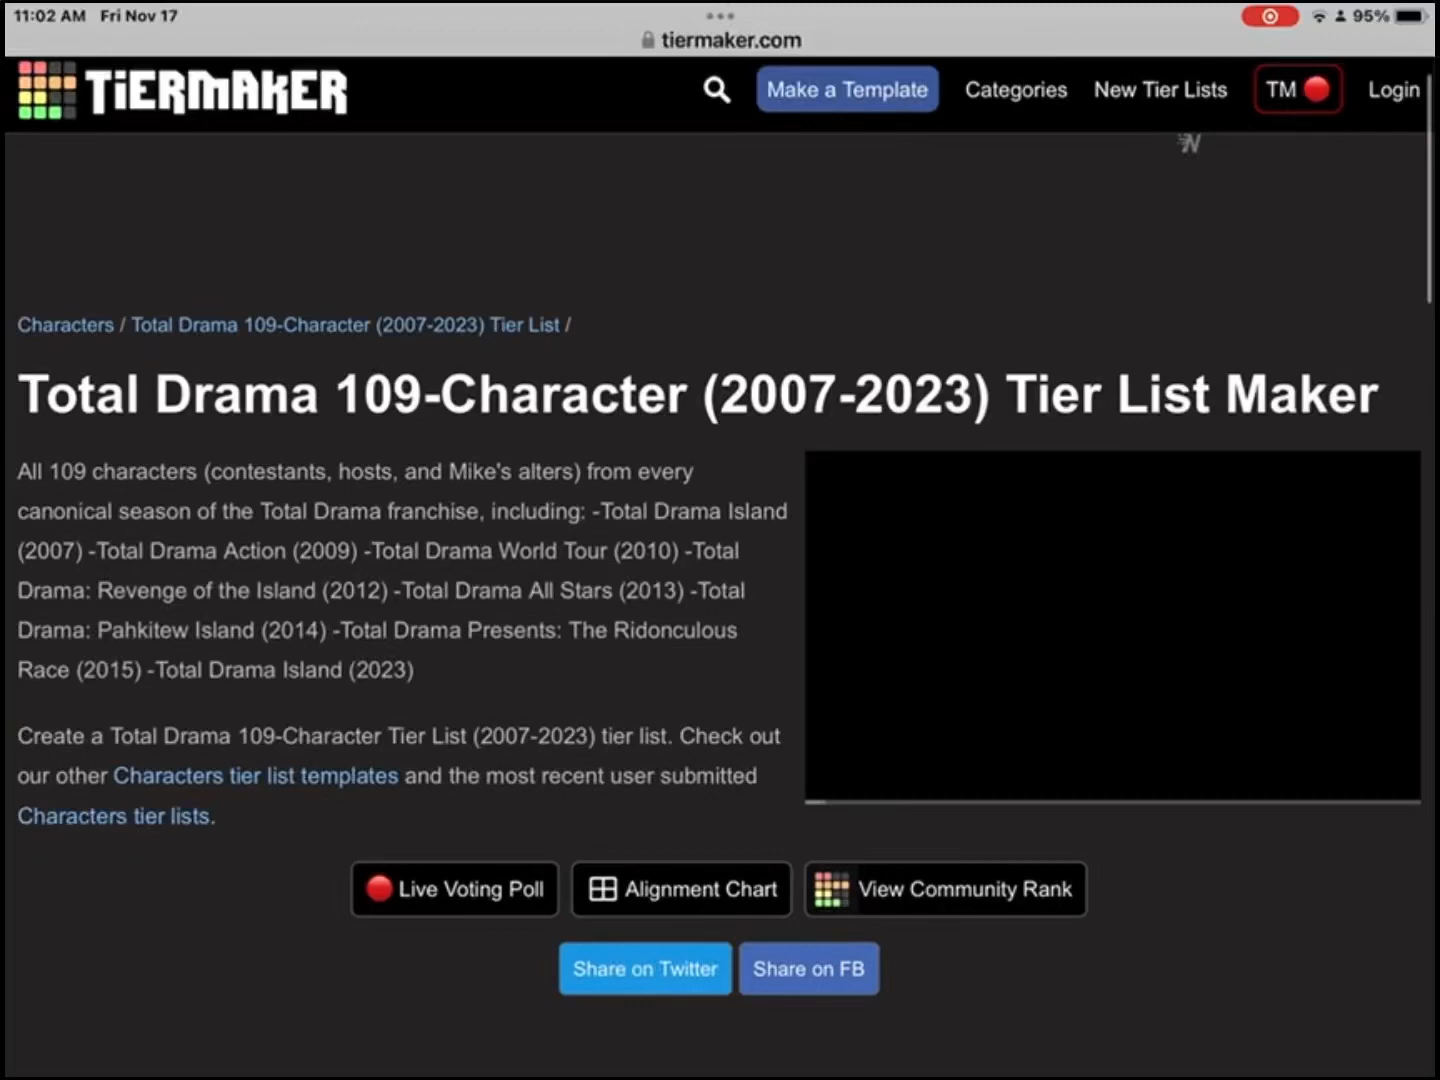 11:02 AM Fri Nov 17
95%
tiermaker.com
TiERMAKER
Make a Template
Categories
New Tier Lists
TM
Login
Characters / Total Drama 109-Character (2007-2023) Tier List /
Total Drama 109-Character (2007-2023) Tier List Maker
All 109 characters (contestants, hosts, and Mike's alters) from every
canonical season of the Total Drama franchise, including: -Total Drama Island
(2007) -Total Drama Action (2009) -Total Drama World Tour (2010) -Total
Drama: Revenge of the Island (2012) -Total Drama All Stars (2013) -Total
Drama: Pahkitew Island (2014) -Total Drama Presents: The Ridonculous
Race (2015) -Total Drama Island (2023)
Create a Total Drama 109-Character Tier List (2007-2023) tier list. Check out
our other Characters tier list templates and the most recent user submitted
Characters tier lists.
Live Voting Poll
Alignment Chart
View Community Rank
Share on Twitter
Share on FB